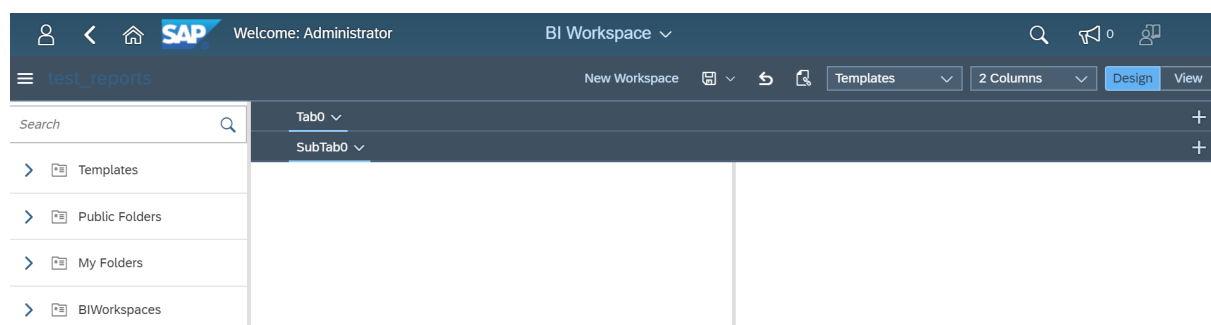 SAP Welcome: Administrator BI Workspace 0
test_reports New Workspace Templates 2 Columns Design View
Search
Tab0
SubTab0
Templates
Public Folders
My Folders
BIWorkspaces